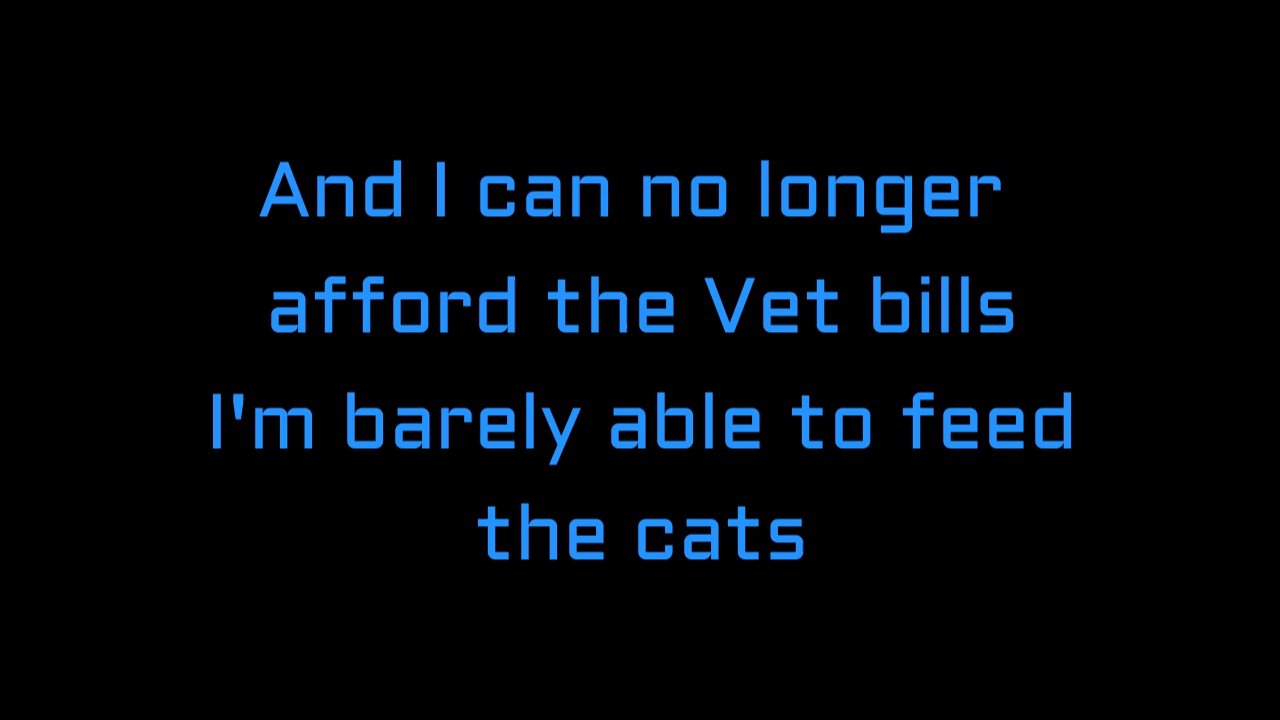 And I can no longer
afford the Vet bills
I'm barely able to feed
the cats